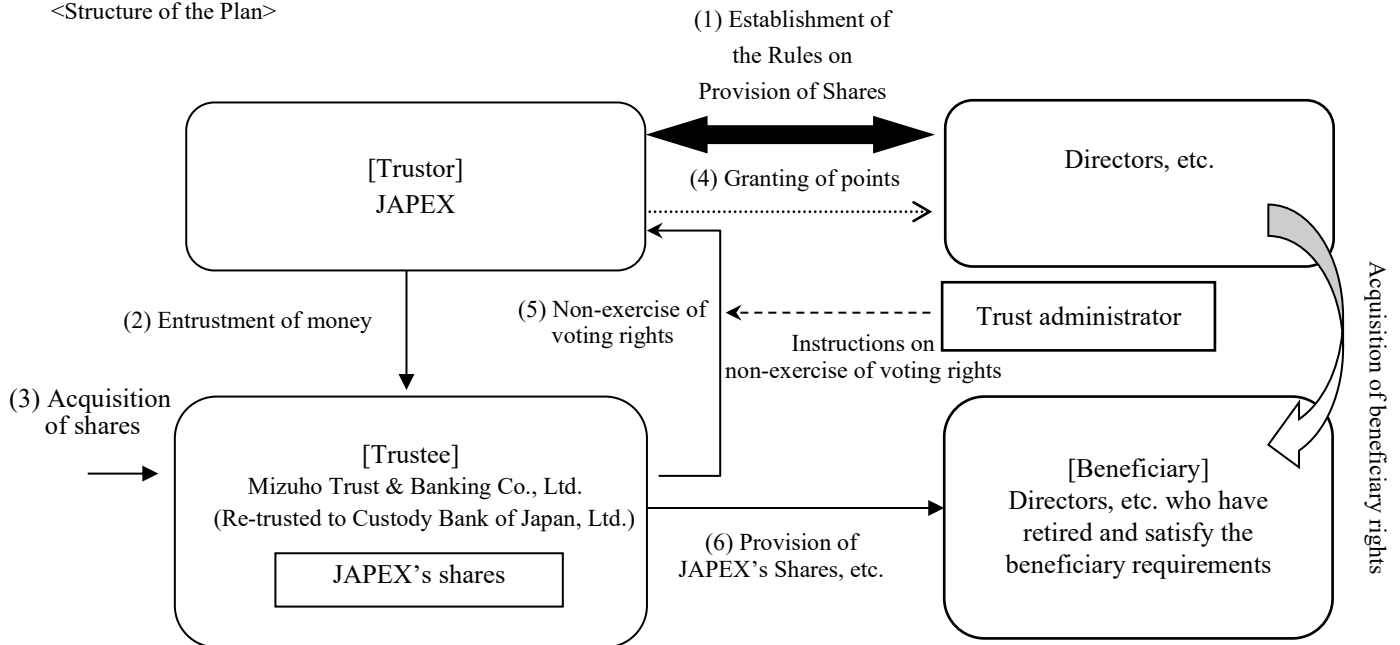 <Structure of the Plan>
(1) Establishment of
the Rules on
Provision of Shares
[Trustor]
JAPEX
Directors, etc.
(4) Granting of points
(2) Entrustment of money
(5) Non-exercise of
voting rights
Trust administrator
Instructions on
non-exercise of voting rights
Acquisition of beneficiary rights
(3) Acquisition
of shares
[Trustee]
Mizuho Trust & Banking Co., Ltd.
(Re-trusted to Custody Bank of Japan, Ltd.)
JAPEX’s shares
(6) Provision of
JAPEX’s Shares, etc.
[Beneficiary]
Directors, etc. who have
retired and satisfy the
beneficiary requirements